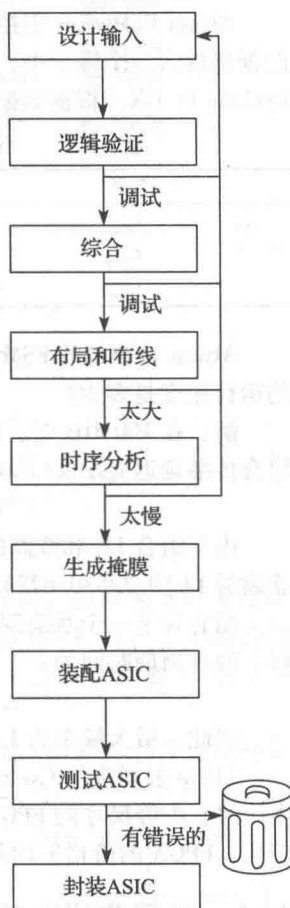 设计输入
逻辑验证
调试
综合
调试
布局和布线
太大
时序分析
太慢
生成掩膜
装配ASIC
测试ASIC
有错误的
封装ASIC